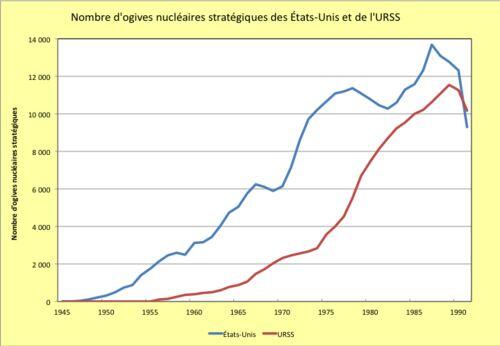 Nombre d'ogives nucléaires stratégiques des États-Unis et de l'URSS
Nombre d'ogives nucléaires stratégiques
14 000
12 000
10 000
8 000
6 000
4 000
2 000
0
1945 1950 1955 1960 1965 1970 1975 1980 1985 1990
États-Unis URSS